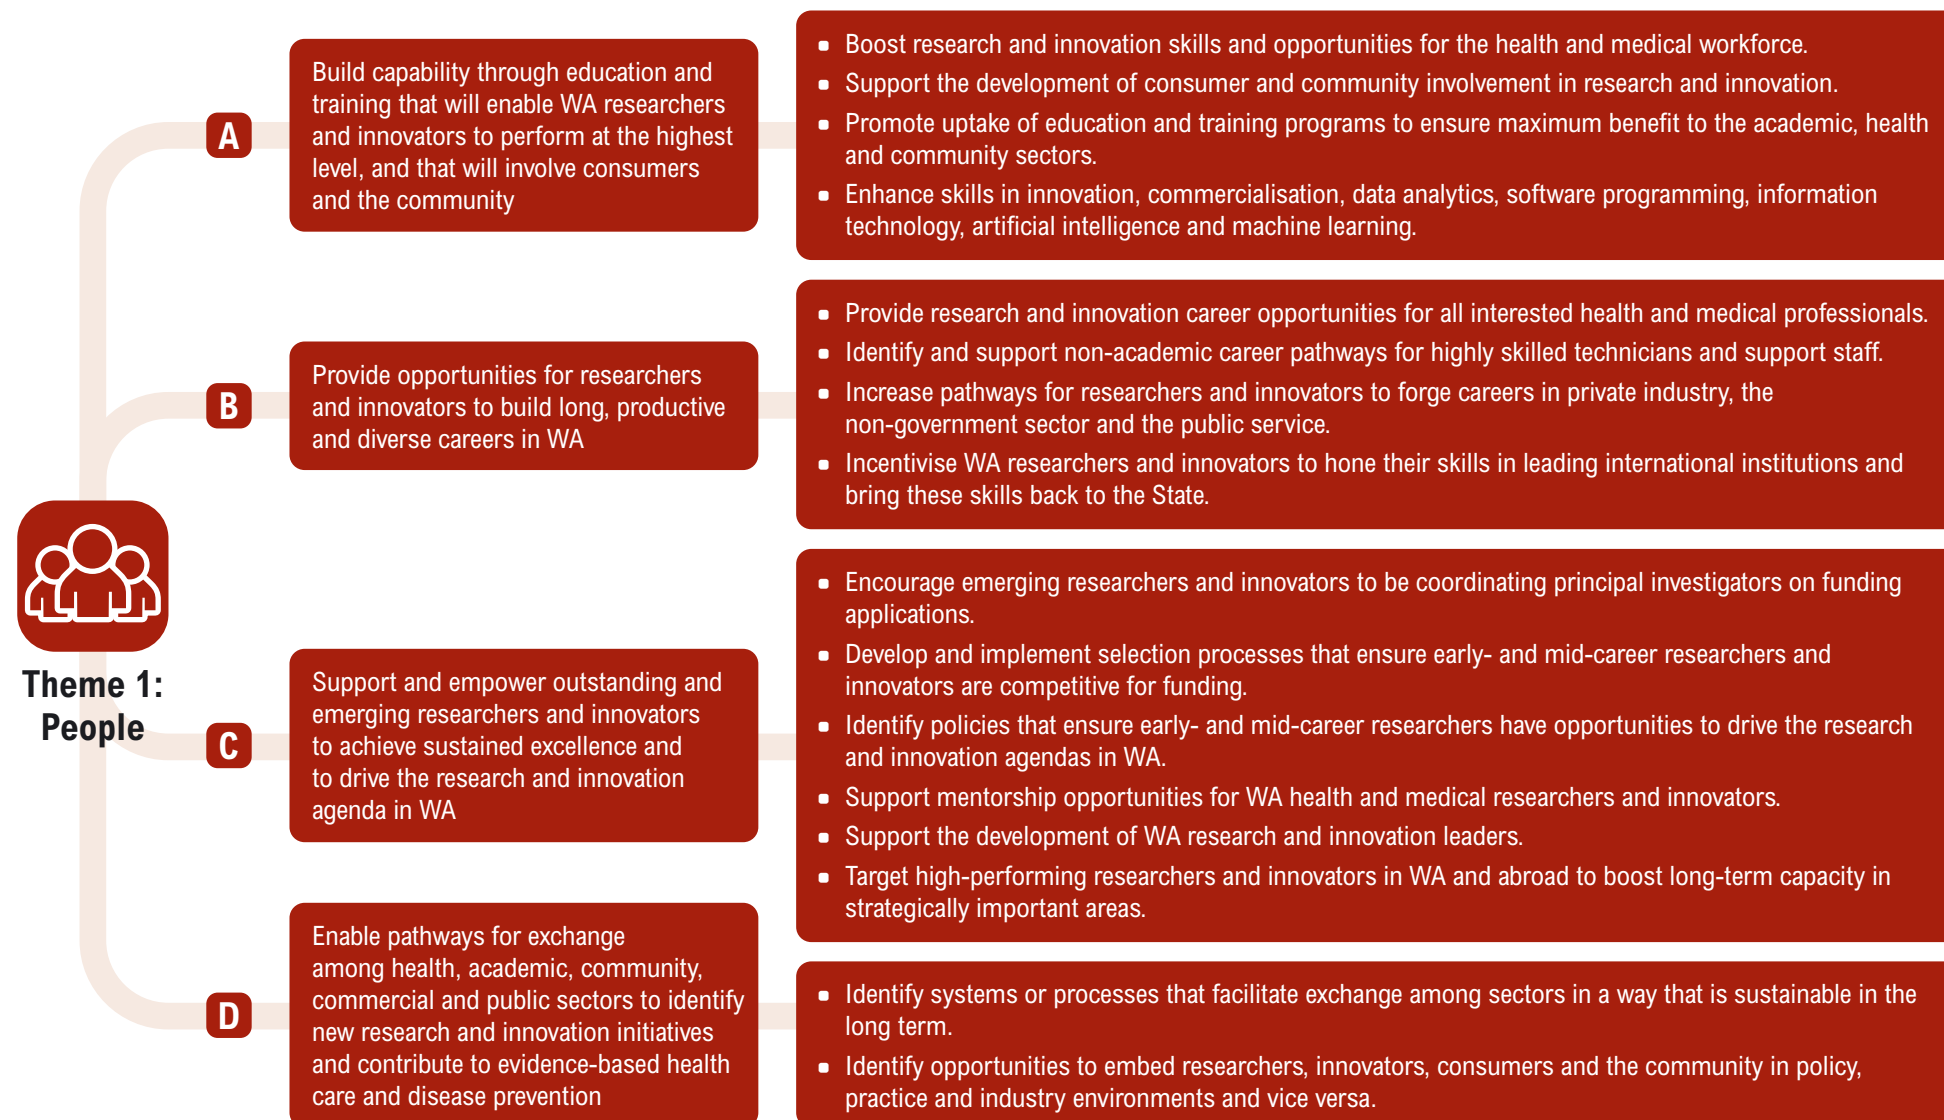 Theme 1:
People
A
Build capability through education and
training that will enable WA researchers
and innovators to perform at the highest
level, and that will involve consumers
and the community
▪ Boost research and innovation skills and opportunities for the health and medical workforce.
▪ Support the development of consumer and community involvement in research and innovation.
▪ Promote uptake of education and training programs to ensure maximum benefit to the academic, health
and community sectors.
▪ Enhance skills in innovation, commercialisation, data analytics, software programming, information
technology, artificial intelligence and machine learning.
B
Provide opportunities for researchers
and innovators to build long, productive
and diverse careers in WA
▪ Provide research and innovation career opportunities for all interested health and medical professionals.
▪ Identify and support non-academic career pathways for highly skilled technicians and support staff.
▪ Increase pathways for researchers and innovators to forge careers in private industry, the
non-government sector and the public service.
▪ Incentivise WA researchers and innovators to hone their skills in leading international institutions and
bring these skills back to the State.
C
Support and empower outstanding and
emerging researchers and innovators
to achieve sustained excellence and
to drive the research and innovation
agenda in WA
▪ Encourage emerging researchers and innovators to be coordinating principal investigators on funding
applications.
▪ Develop and implement selection processes that ensure early- and mid-career researchers and
innovators are competitive for funding.
▪ Identify policies that ensure early- and mid-career researchers have opportunities to drive the research
and innovation agendas in WA.
▪ Support mentorship opportunities for WA health and medical researchers and innovators.
▪ Support the development of WA research and innovation leaders.
▪ Target high-performing researchers and innovators in WA and abroad to boost long-term capacity in
strategically important areas.
D
Enable pathways for exchange
among health, academic, community,
commercial and public sectors to identify
new research and innovation initiatives
and contribute to evidence-based health
care and disease prevention
▪ Identify systems or processes that facilitate exchange among sectors in a way that is sustainable in the
long term.
▪ Identify opportunities to embed researchers, innovators, consumers and the community in policy,
practice and industry environments and vice versa.